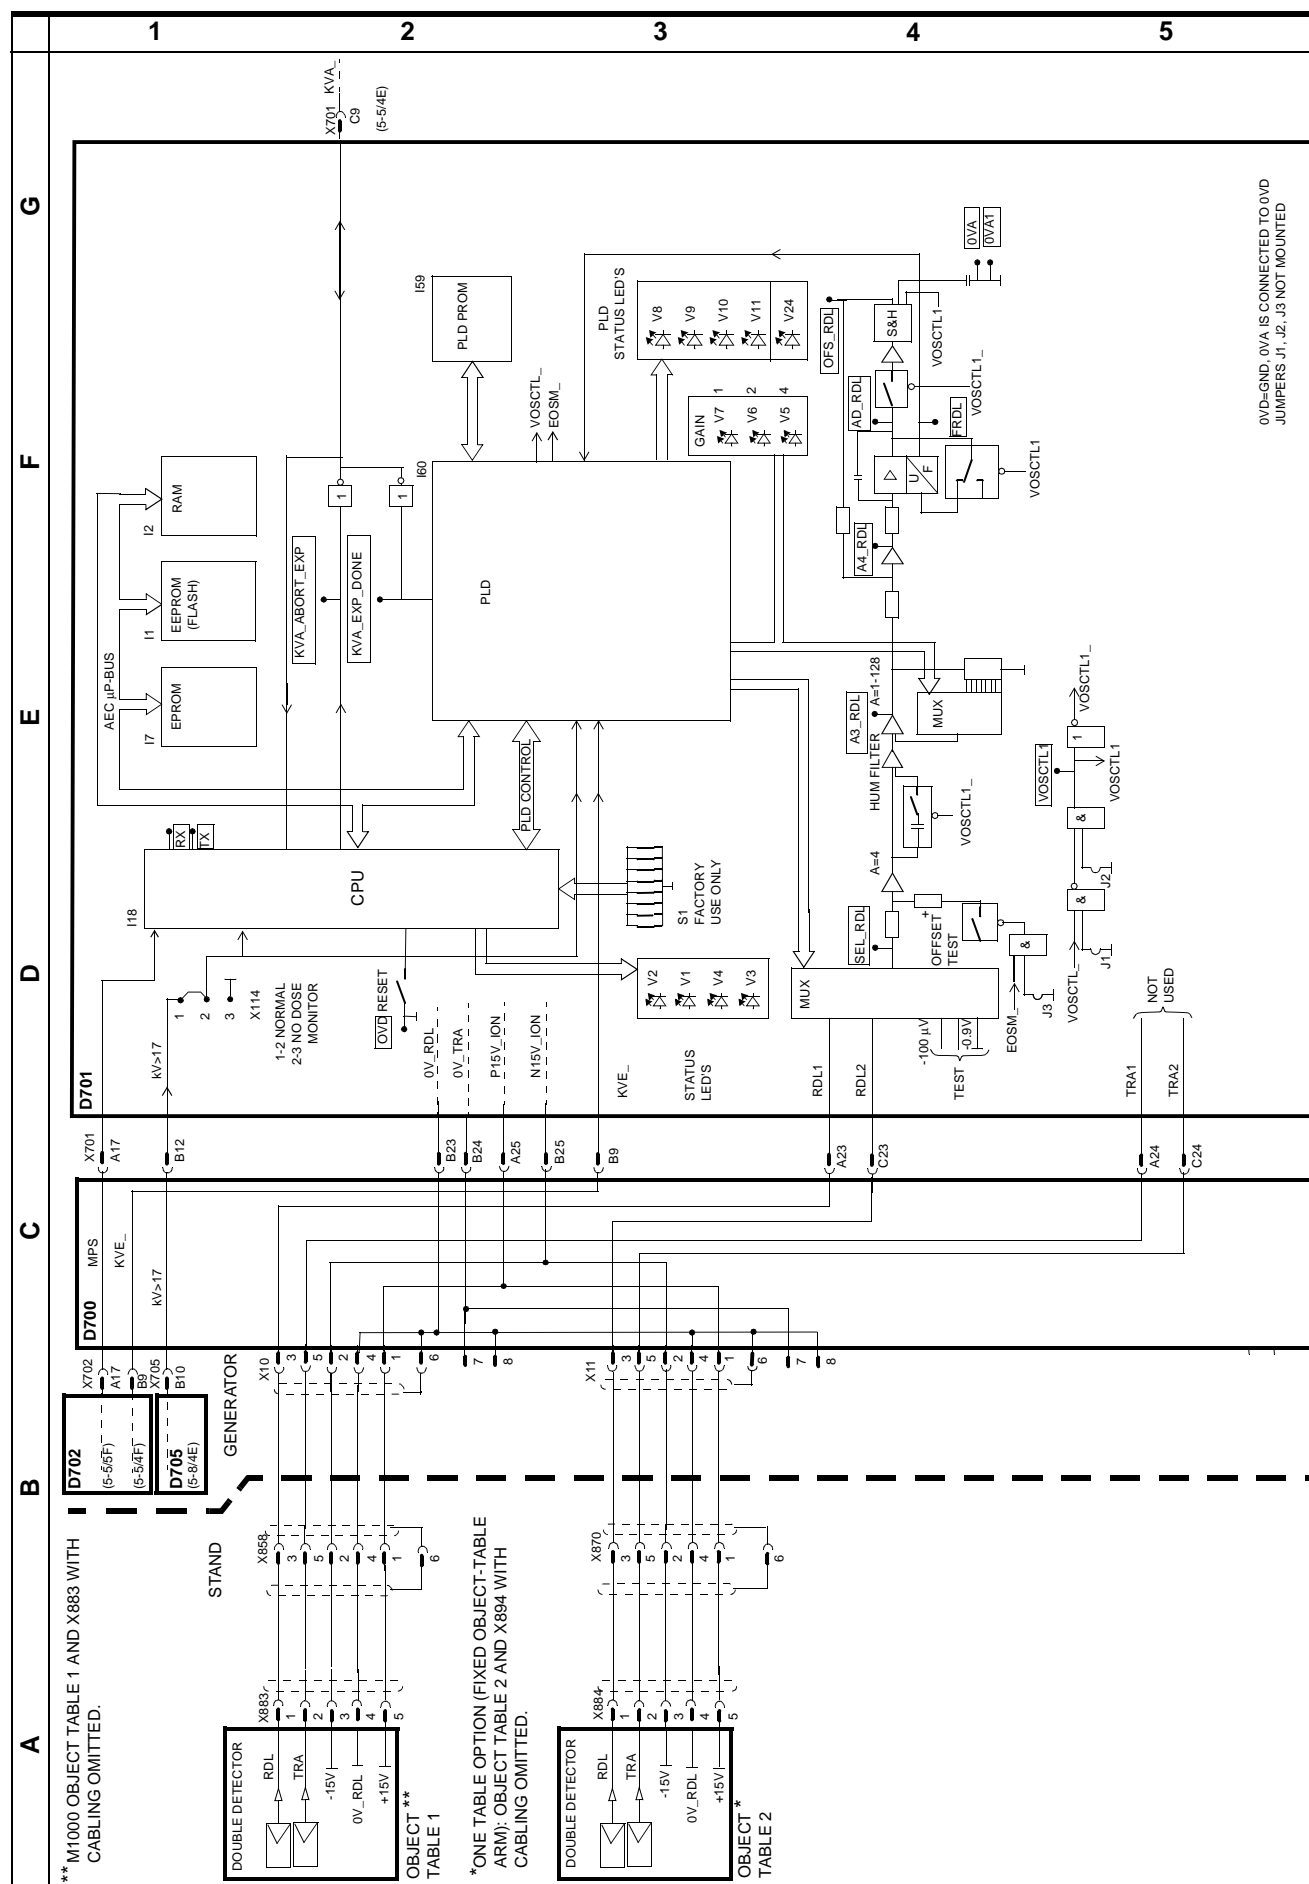 1
2
3
4
5
G
F
E
D
C
B
A
KVA_
X701
C9
(5-5/4E)
0VD=GND, 0VA IS CONNECTED TO 0VD
JUMPERS J1, J2, J3 NOT MOUNTED
I59
PLD PROM
PLD
STATUS LED'S
V8
V9
V10
V11
V24
0VA
0VA1
OFS_RDL
S&H
VOSCTL1
GAIN
V7
V6
V5
1
2
4
VOSCTL_
EOSM_
AD_RDL
VOSCTL1_
FRDL
U
F
VOSCTL1
A4_RDL
I60
PLD
1
1
KVA_ABORT_EXP
KVA_EXP_DONE
RAM
I2
EEPROM
(FLASH)
I1
EPROM
I7
AEC µP-BUS
PLD CONTROL
A=1-128
A3_RDL
MUX
HUM FILTER
VOSCTL1_
A=4
VOSCTL1_
1
VOSCTL1
VOSCTL1
&
J2
&
J1
VOSCTL_
RX
TX
CPU
I18
S1
FACTORY
USE ONLY
SEL_RDL
+
OFFSET
TEST
&
J3
EOSM_
MUX
-100 µV
-0.9V
TEST
V2
V1
V4
V3
STATUS
LED'S
1
2
3
X114
1-2 NORMAL
2-3 NO DOSE
MONITOR
OVD RESET
0V_RDL
0V_TRA
P15V_ION
N15V_ION
KVE_
RDL1
RDL2
NOT
USED
TRA1
TRA2
kV>17
D701
X701
A17
B12
B23
B24
A25
B25
B9
A23
C23
A24
C24
MPS
KVE_
kV>17
D700
X702
A17
B9
X705
B10
D702
(5-5/5F)
(5-5/4F)
D705
(5-8/4E)
GENERATOR
X10
3
5
2
4
1
6
7
8
X11
3
5
2
4
1
6
7
8
STAND
X858
3
5
2
4
1
6
X870
3
5
2
4
1
6
** M1000 OBJECT TABLE 1 AND X883 WITH
CABLING OMITTED.
*ONE TABLE OPTION (FIXED OBJECT-TABLE
ARM): OBJECT TABLE 2 AND X894 WITH
CABLING OMITTED.
X883
1
2
3
4
5
DOUBLE DETECTOR
RDL
TRA
-15V
0V_RDL
+15V
OBJECT **
TABLE 1
X884
1
2
3
4
5
DOUBLE DETECTOR
RDL
TRA
-15V
0V_RDL
+15V
OBJECT *
TABLE 2